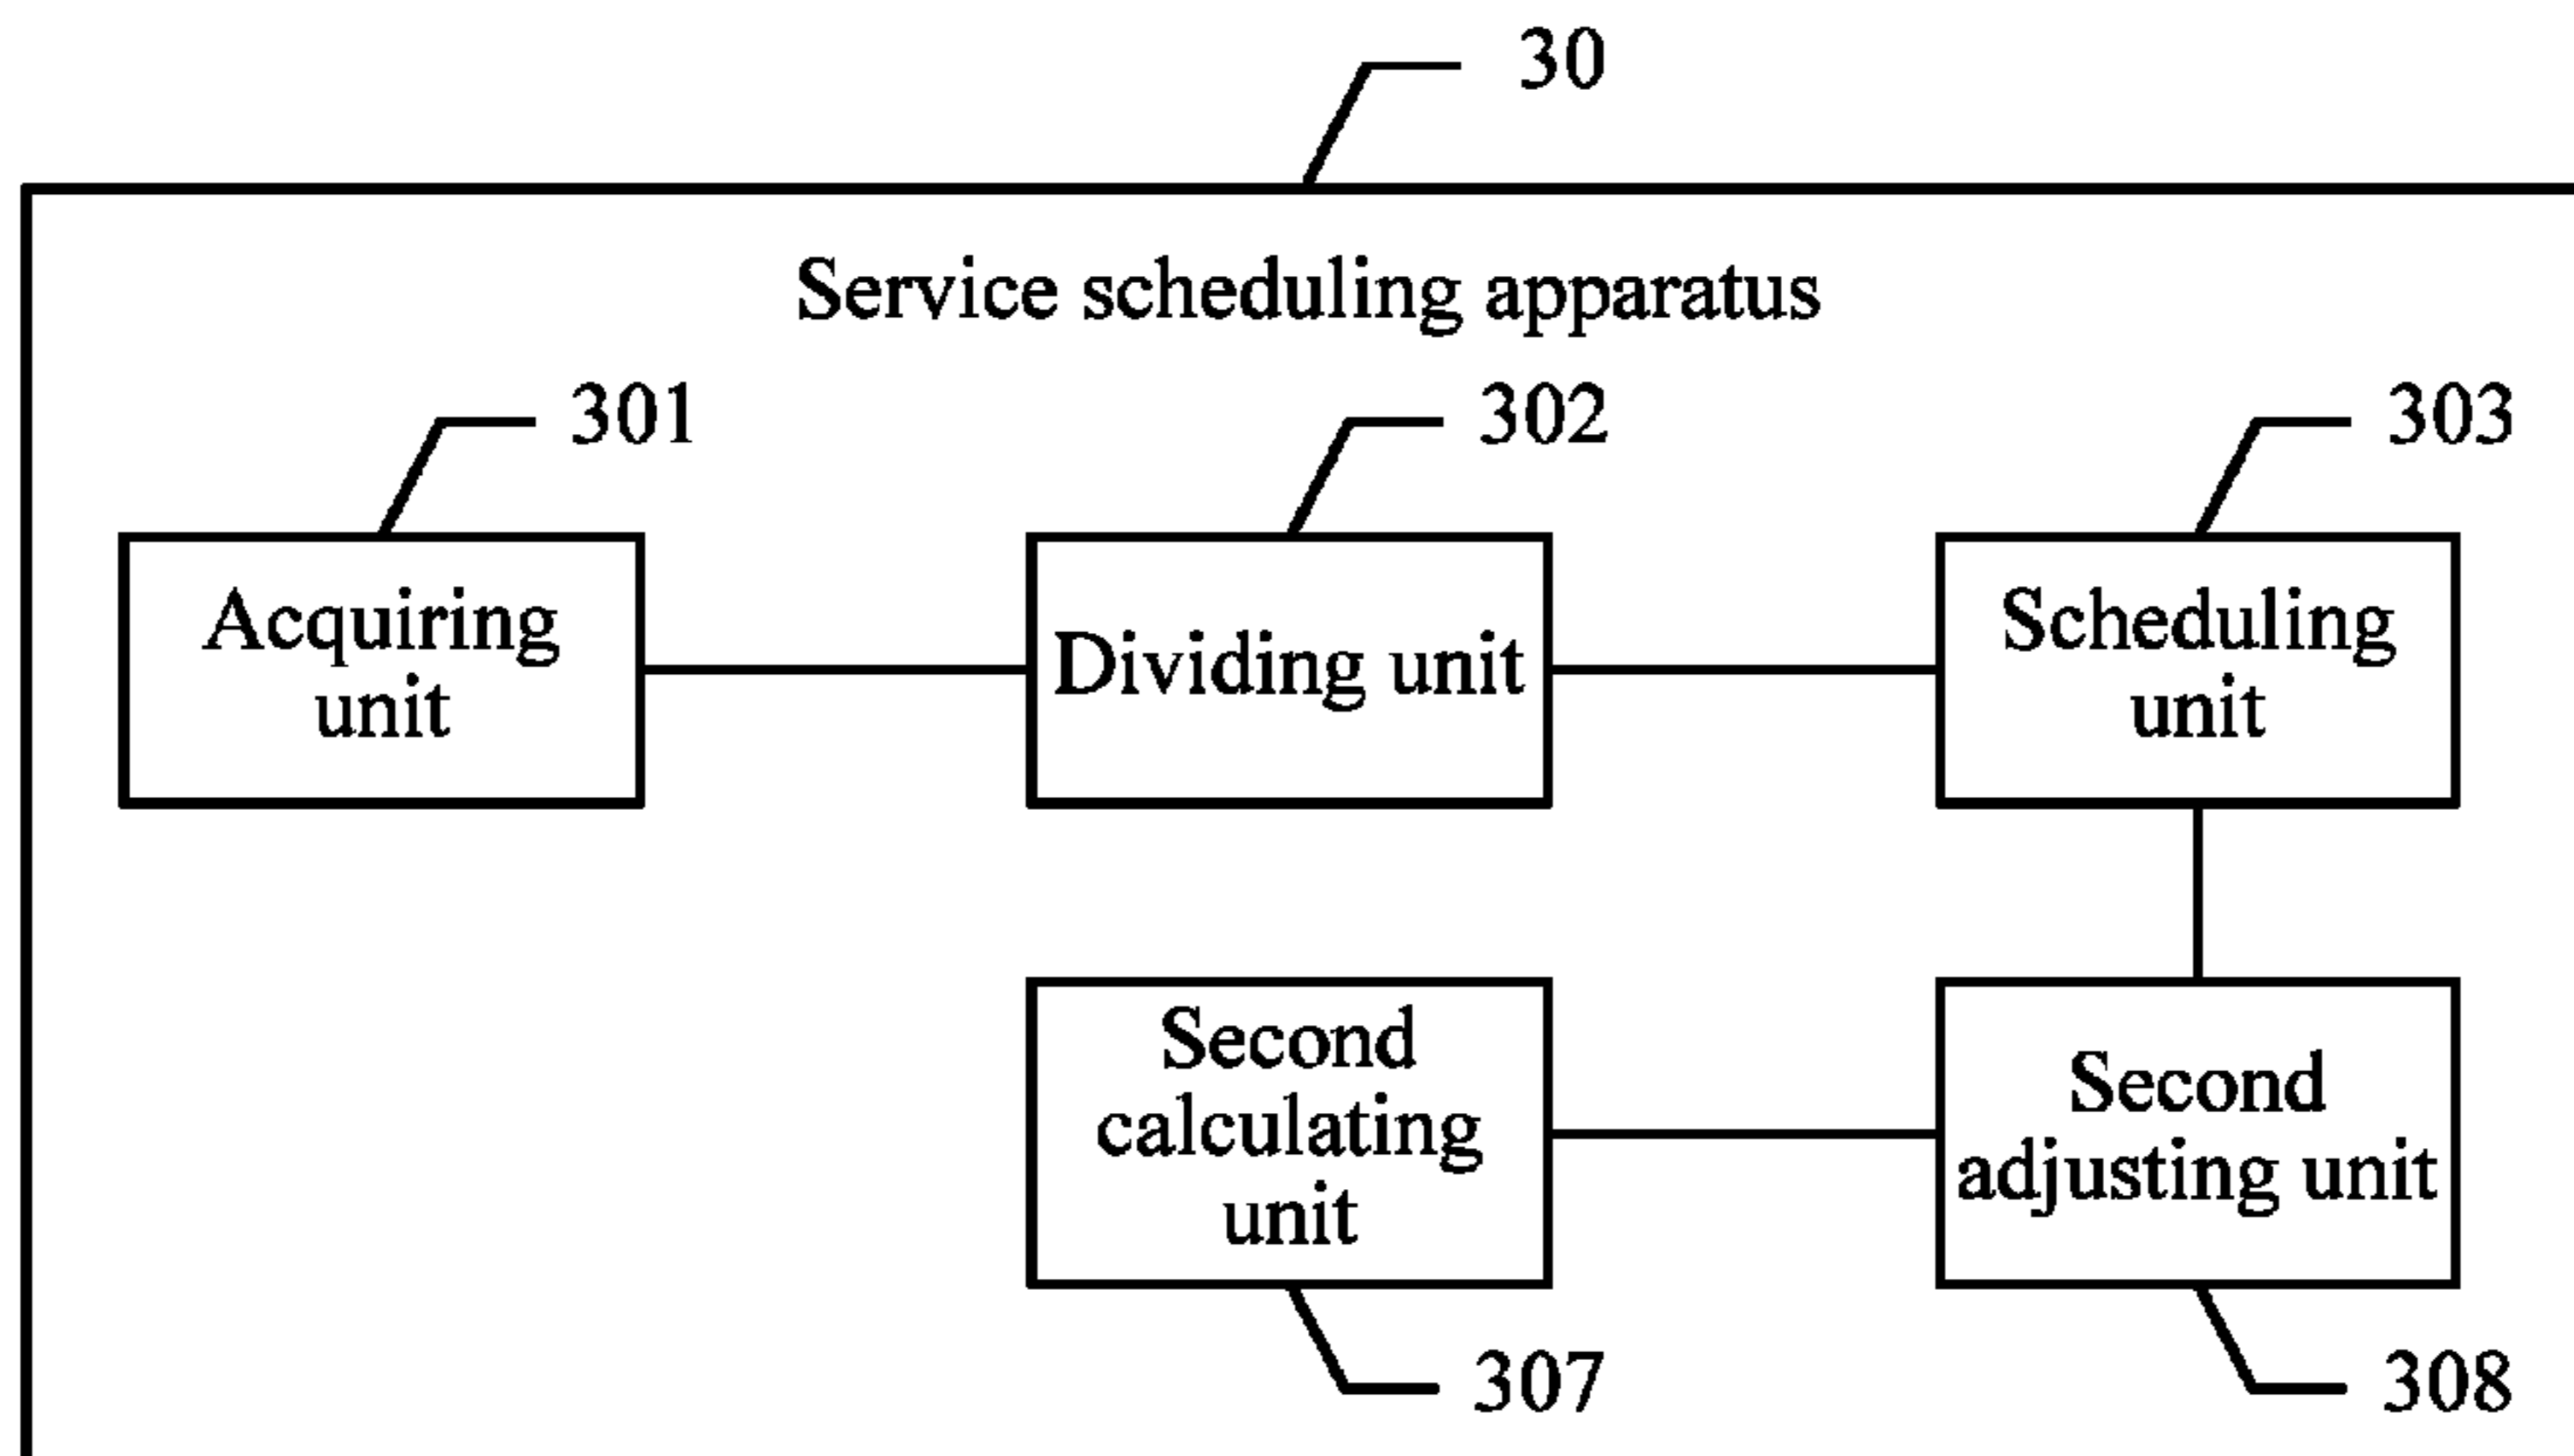 30
Service scheduling apparatus
301
302
303
Acquiring
unit
Dividing unit
Scheduling
unit
Second
calculating
unit
Second
adjusting unit
307
308